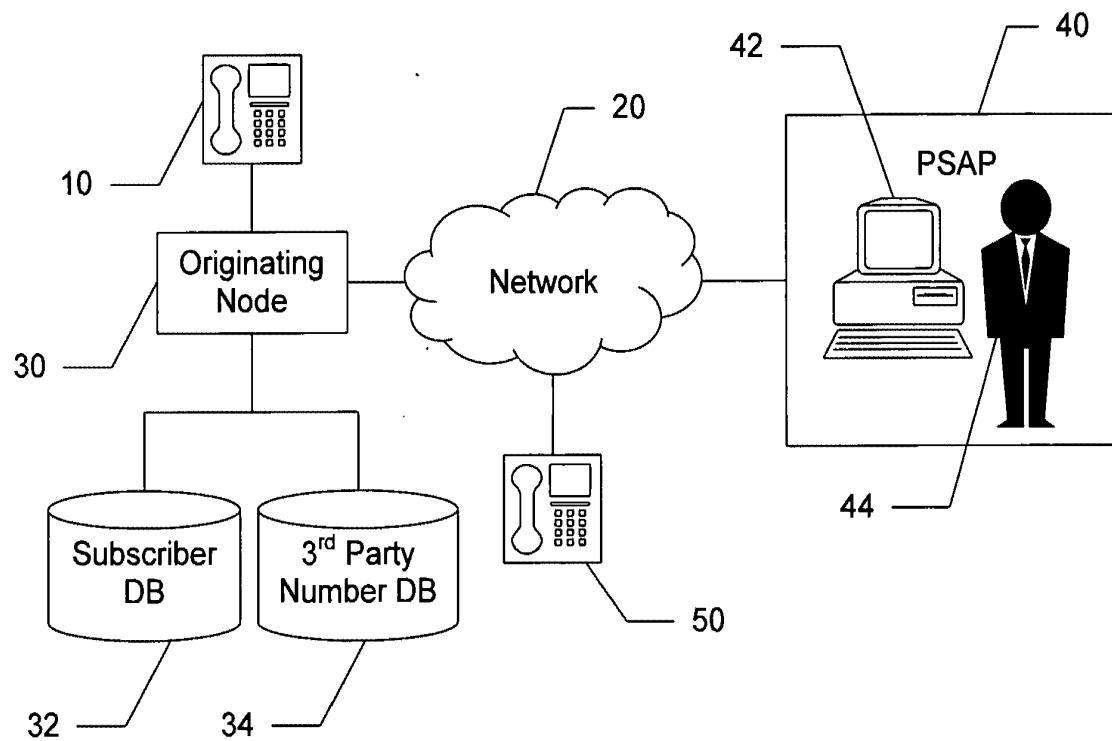 42
40
PSAP
20
10
Originating
Node
Network
30
44
Subscriber
DB
3rd Party
Number DB
50
32
34